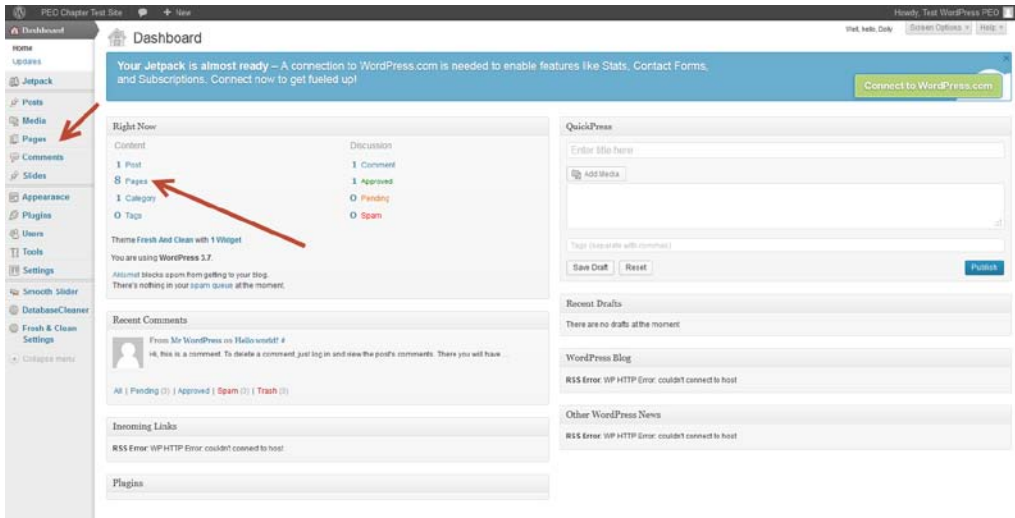 PEO Chapter Test Site + New
Howdy, Test WordPress PEO
Dashboard
Home
Updates
Jetpack
Posts
Media
Pages
Comments
Slides
Appearance
Plugins
Users
Tools
Settings
Smooth Slider
DatabaseCleaner
Fresh & Clean
Settings
Collapse menu
Dashboard
Well, hello, Dolly
Screen Options
Help
Your Jetpack is almost ready – A connection to WordPress.com is needed to enable features like Stats, Contact Forms,
and Subscriptions. Connect now to get fueled up!
Connect to WordPress.com
Right Now
Content
Discussion
1 Post
1 Comment
8 Pages
1 Approved
1 Category
0 Pending
0 Tags
0 Spam
Theme Fresh And Clean with 1 Widget
You are using WordPress 3.7.
Akismet blocks spam from getting to your blog.
There's nothing in your spam queue at the moment.
Recent Comments
From Mr WordPress on Hello world! #
Hi, this is a comment. To delete a comment, just log in and view the post's comments. There you will have ...
All | Pending (0) | Approved | Spam (0) | Trash (0)
Incoming Links
RSS Error: WP HTTP Error: couldn't connect to host
Plugins
QuickPress
Enter title here
Add Media
Tags (separate with commas)
Save Draft
Reset
Publish
Recent Drafts
There are no drafts at the moment
WordPress Blog
RSS Error: WP HTTP Error: couldn't connect to host
Other WordPress News
RSS Error: WP HTTP Error: couldn't connect to host